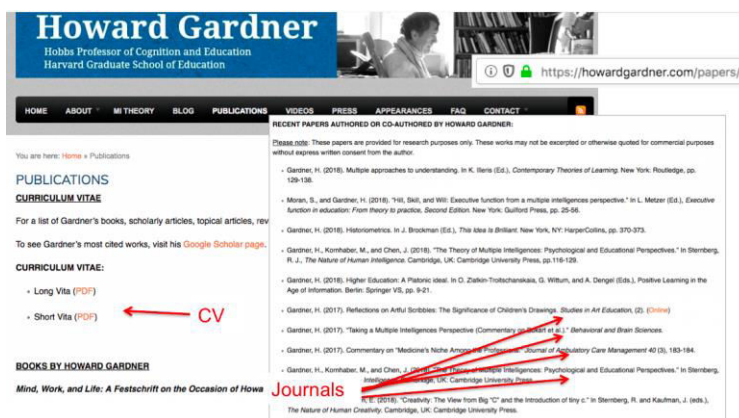 Howard Gardner
Hobbs Professor of Cognition and Education
Harvard Graduate School of Education
https://howardgardner.com/papers/
HOME ABOUT MI THEORY BLOG PUBLICATIONS VIDEOS PRESS APPEARANCES FAQ CONTACT
You are here: Home » Publications
PUBLICATIONS
CURRICULUM VITAE
For a list of Gardner's books, scholarly articles, topical articles, rev
To see Gardner's most cited works, visit his Google Scholar page.
CURRICULUM VITAE:
• Long Vita (PDF)
• Short Vita (PDF)
CV
BOOKS BY HOWARD GARDNER
Mind, Work, and Life: A Festschrift on the Occasion of Howa
Journals
RECENT PAPERS AUTHORED OR CO-AUTHORED BY HOWARD GARDNER:
Please note: These papers are provided for research purposes only. These works may not be excerpted or otherwise quoted for commercial purposes
without express written consent from the author.
• Gardner, H. (2018). Multiple approaches to understanding. In K. Illeris (Ed.), Contemporary Theories of Learning. New York: Routledge, pp.
129-138.
• Moran, S., and Gardner, H. (2018). "Hill, Skill, and Will: Executive function from a multiple intelligences perspective." In L. Metzer (Ed.), Executive
function in education: From theory to practice, Second Edition. New York: Guilford Press, pp. 25-56.
• Gardner, H. (2018). Historiometrics. In J. Brockman (Ed.), This Idea Is Brilliant. New York, NY: HarperCollins, pp. 370-373.
• Gardner, H., Kornhaber, M., and Chen, J. (2018). "The Theory of Multiple Intelligences: Psychological and Educational Perspectives." In Sternberg,
R. J., The Nature of Human Intelligence. Cambridge, UK: Cambridge University Press, pp.116-129.
• Gardner, H. (2018). Higher Education: A Platonic ideal. In O. Zlatkin-Troitschanskaia, G. Wittum, and A. Dengel (Eds.), Positive Learning in the
Age of Information. Berlin: Springer VS, pp. 9-21.
• Gardner, H. (2017). Reflections on Artful Scribbles: The Significance of Children's Drawings. Studies in Art Education, (2). (Online)
• Gardner, H. (2017). "Taking a Multiple Intelligences Perspective (Commentary on et al.)." Behavioral and Brain Sciences.
• Gardner, H. (2017). Commentary on "Medicine's Niche Among the Professions." Journal of Ambulatory Care Management 40 (3), 183-184.
• Gardner, H., Kornhaber, M., and Chen, J. "The Theory of Multiple Intelligences: Psychological and Educational Perspectives." In Sternberg,
Intelligence. Cambridge, UK: Cambridge University Press.
R. (2018). "Creativity: The View from Big "C" and the Introduction of tiny c." In Sternberg, R. and Kaufman, J. (eds.),
The Nature of Human Creativity. Cambridge, UK: Cambridge University Press.